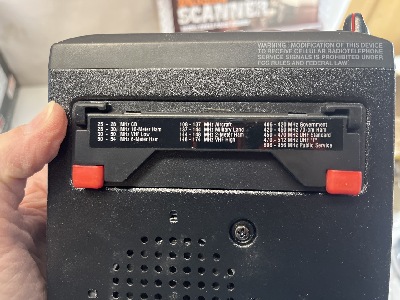 SCANNER
WARNING: MODIFICATION OF THIS DEVICE
TO RECEIVE CELLULAR RADIOTELEPHONE
SERVICE SIGNALS IS PROHIBITED UNDER
FCC RULES AND FEDERAL LAW.
25 - 28 MHz CB
28 - 30 MHz 10-Meter Ham
30 - 50 MHz VHF Low
50 - 54 MHz 6-Meter Ham
108 - 137 MHz Aircraft
137 - 144 MHz Military Land
144 - 148 MHz 2-Meter Ham
148 - 174 MHz VHF High
406 - 420 MHz Government
420 - 450 MHz 70-cm Ham
450 - 470 MHz UHF Standard
470 - 512 MHz UHF "T"
806 - 956 MHz Public Service